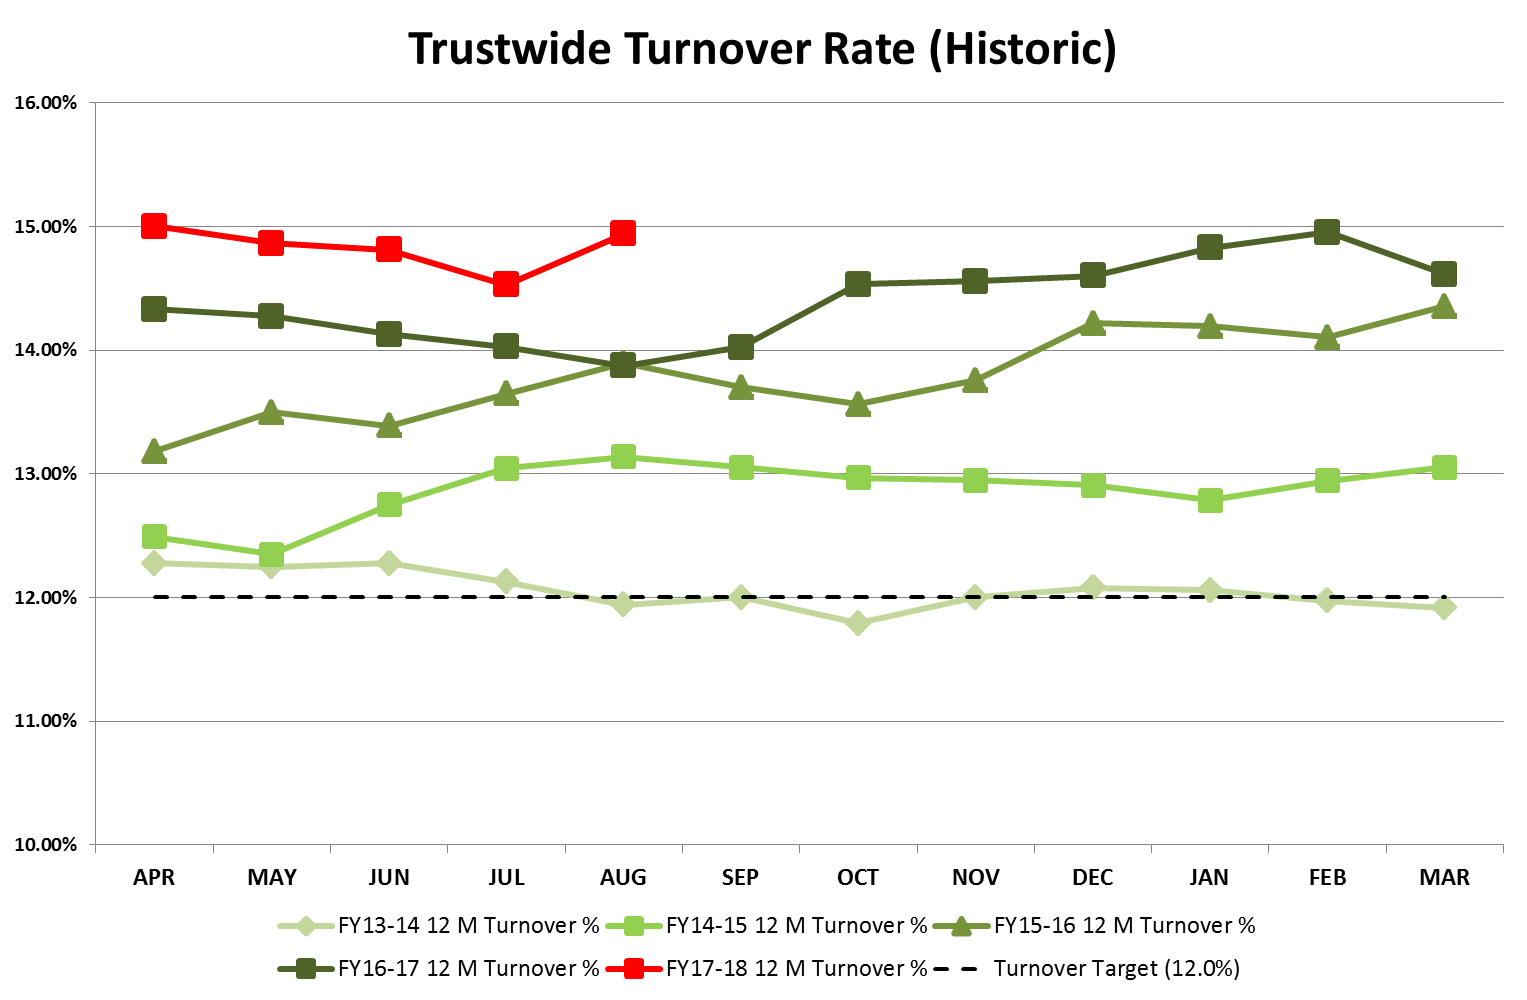 Trustwide Turnover Rate (Historic)
16.00%
15.00%
14.00%
13.00%
12.00%
11.00%
10.00%
APR MAY JUN JUL AUG SEP OCT NOV DEC JAN FEB MAR
FY13-14 12 M Turnover % FY14-15 12 M Turnover % FY15-16 12 M Turnover %
FY16-17 12 M Turnover % FY17-18 12 M Turnover % Turnover Target (12.0%)